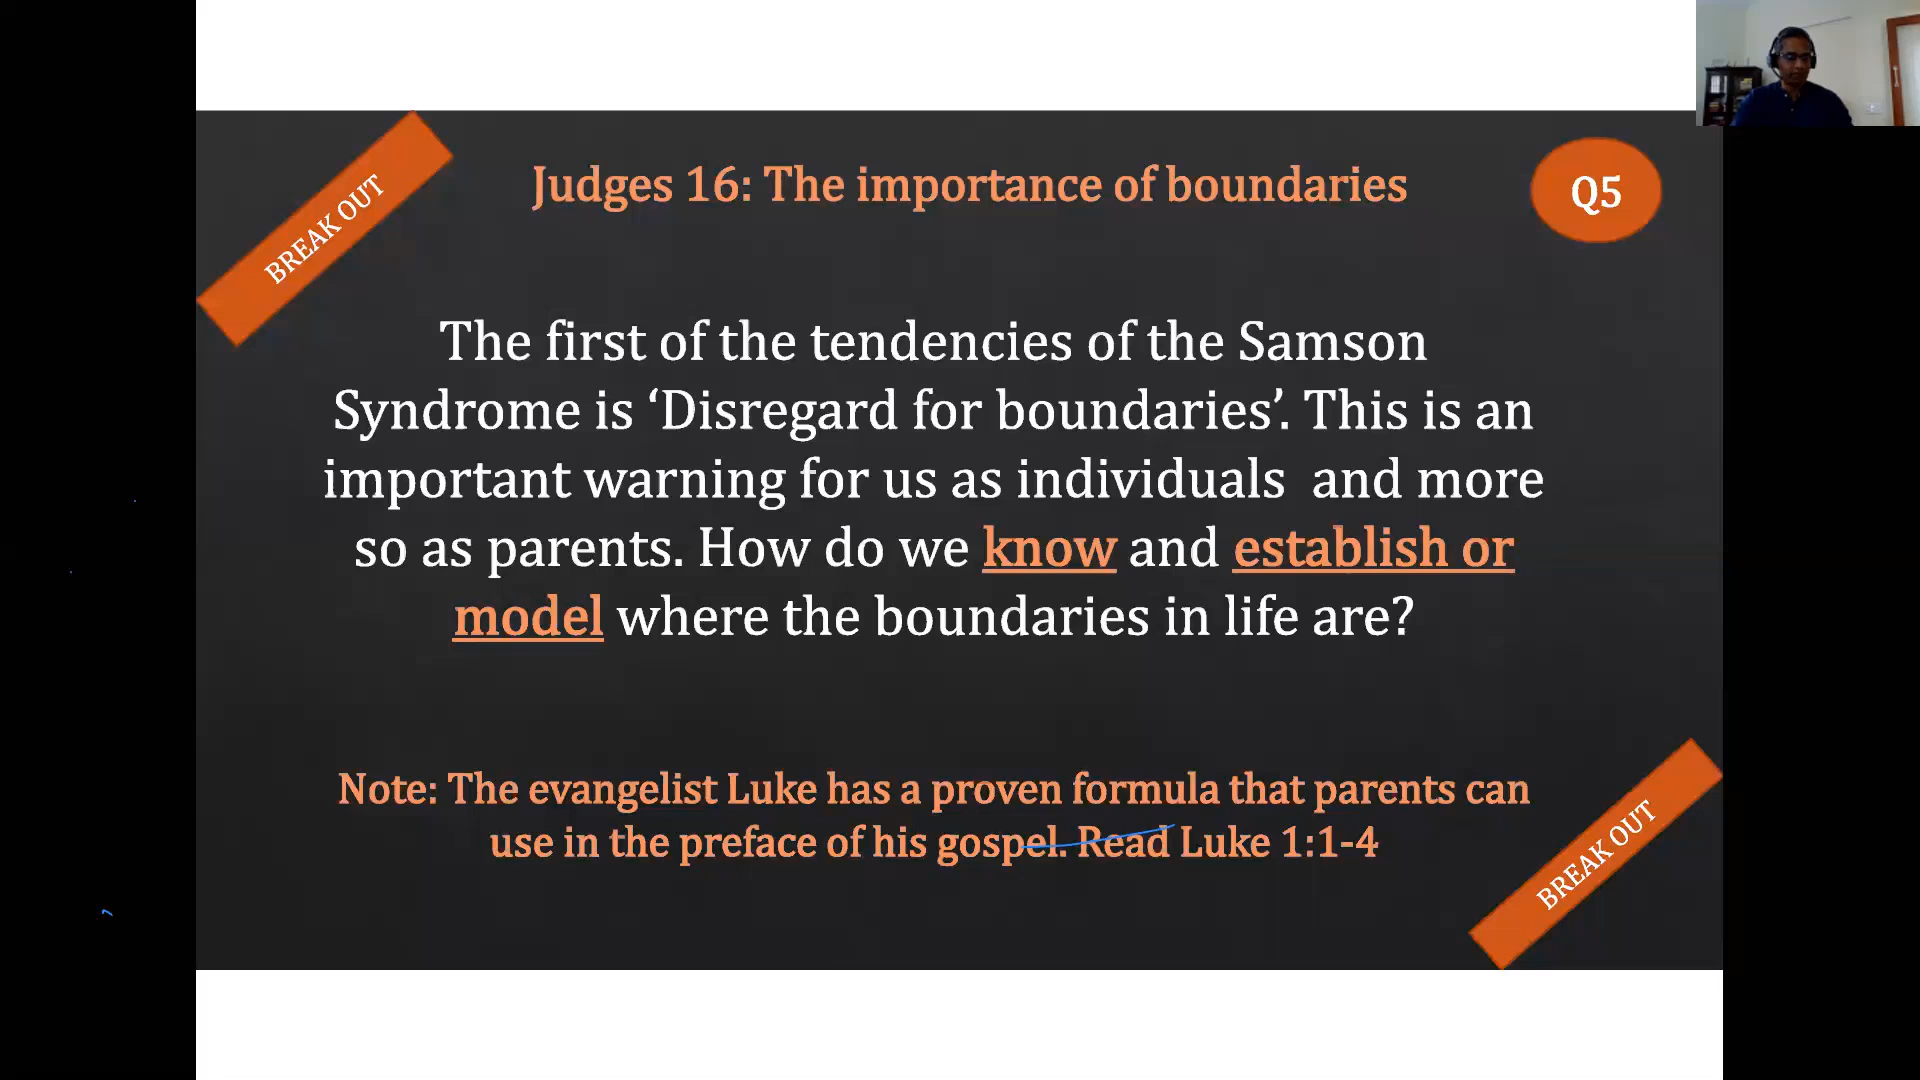 BREAK OUT
Judges 16: The importance of boundaries
Q5
The first of the tendencies of the Samson
Syndrome is ‘Disregard for boundaries’. This is an
important warning for us as individuals  and more
so as parents. How do we know and establish or
model where the boundaries in life are?
Note: The evangelist Luke has a proven formula that parents can
use in the preface of his gospel. Read Luke 1:1-4
BREAK OUT